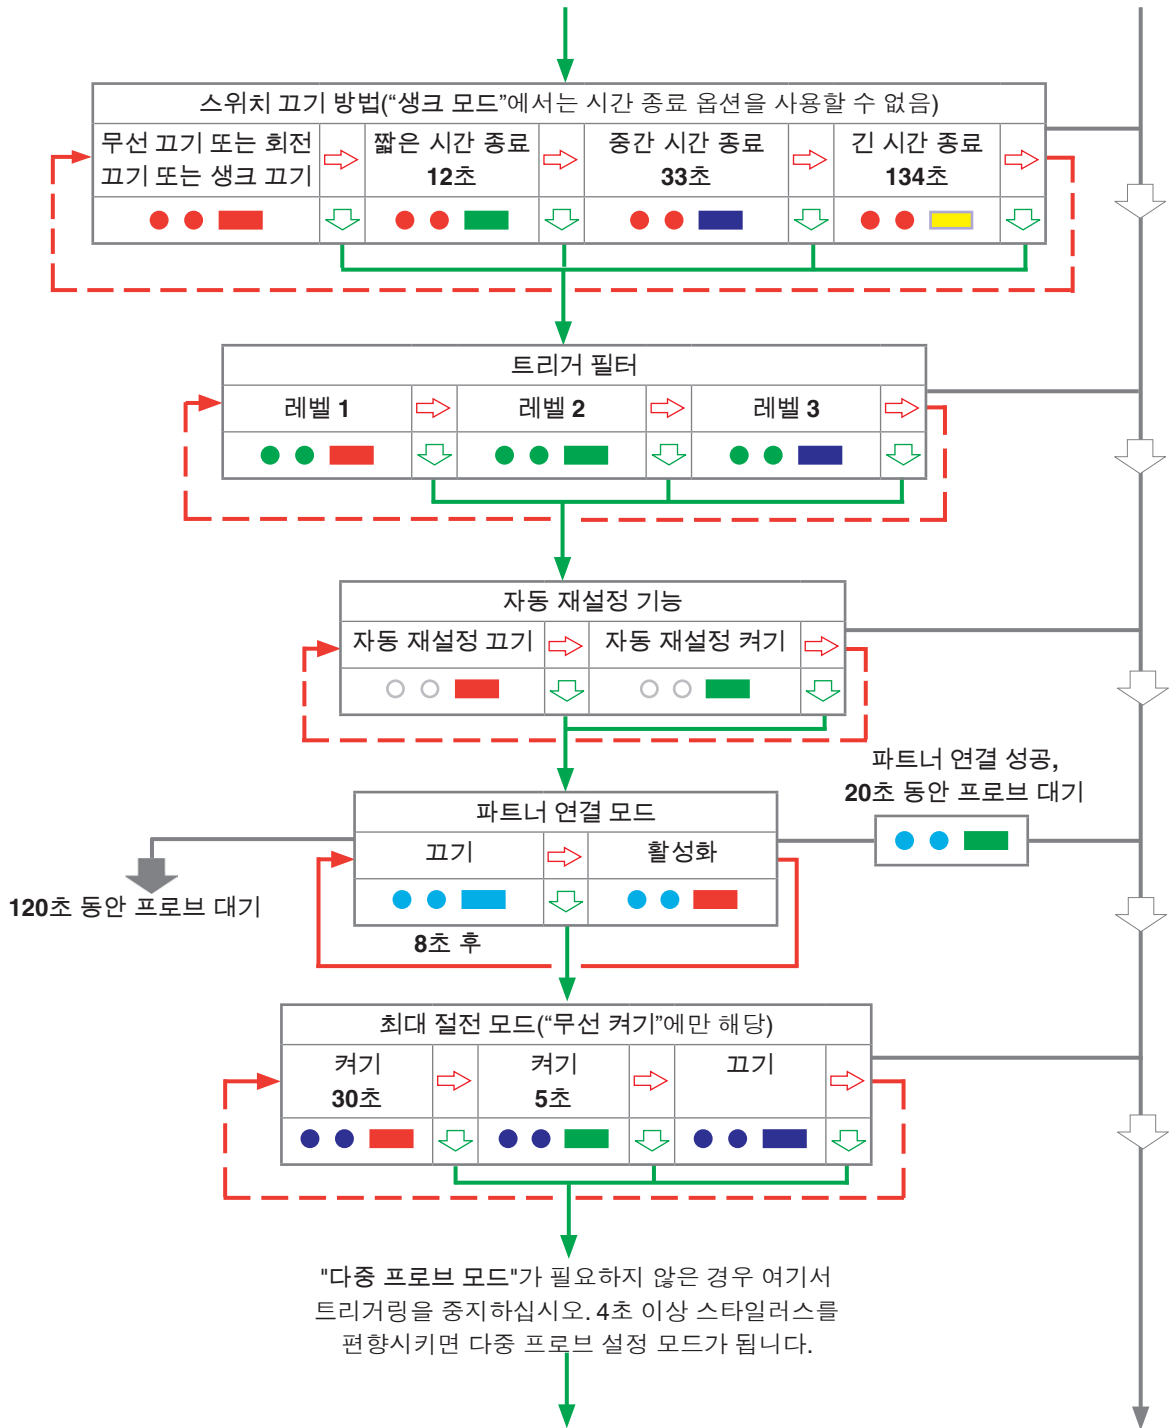 스위치 끄기 방법(“생크 모드”에서는 시간 종료 옵션을 사용할 수 없음)
무선 끄기 또는 회전
끄기 또는 생크 끄기
짧은 시간 종료
12초
중간 시간 종료
33초
긴 시간 종료
134초
트리거 필터
레벨 1
레벨 2
레벨 3
자동 재설정 기능
자동 재설정 끄기
자동 재설정 켜기
파트너 연결 성공,
20초 동안 프로브 대기
파트너 연결 모드
끄기
활성화
120초 동안 프로브 대기
8초 후
최대 절전 모드(“무선 켜기”에만 해당)
켜기
30초
켜기
5초
끄기
"다중 프로브 모드"가 필요하지 않은 경우 여기서
트리거링을 중지하십시오. 4초 이상 스타일러스를
편향시키면 다중 프로브 설정 모드가 됩니다.